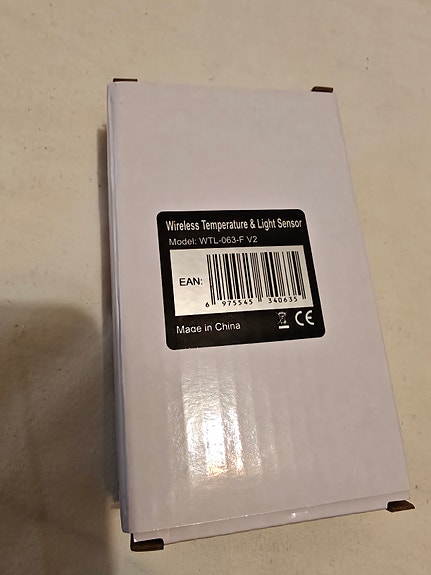 Wireless Temperature & Light Sensor
Model: WTL-063-F V2
EAN:
6 975545 340635
Made in China
CE